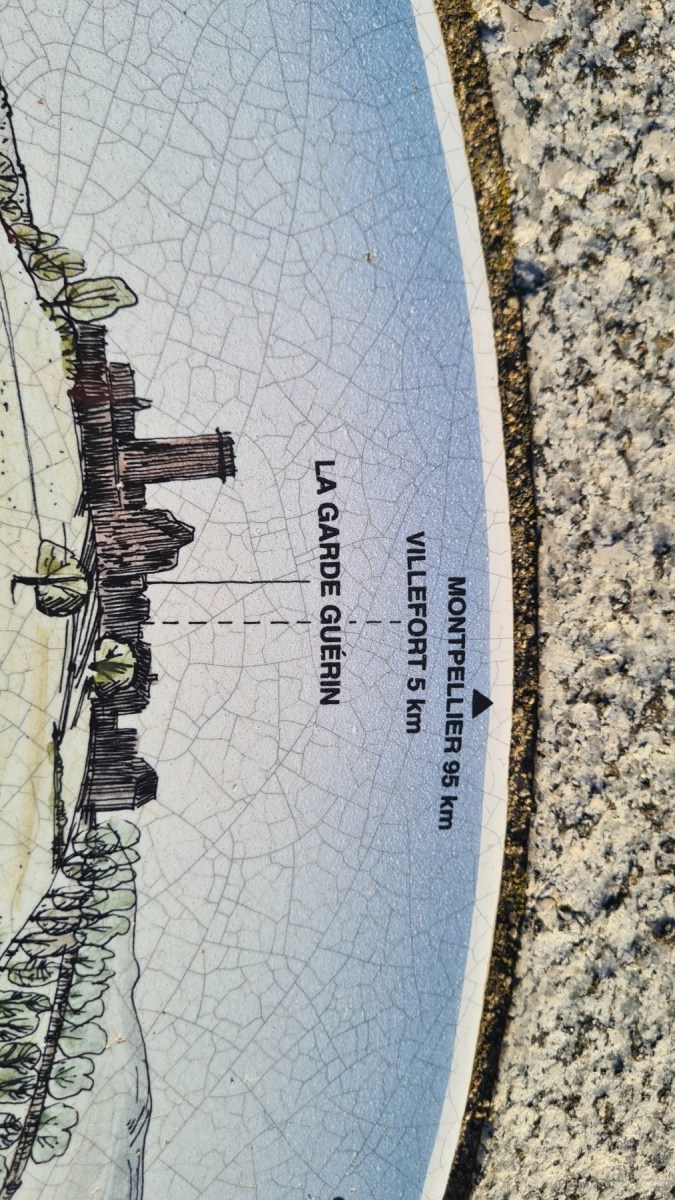 MONTPELLIER 95 km
VILLEFORT 5 km
LA GARDE GUÉRIN